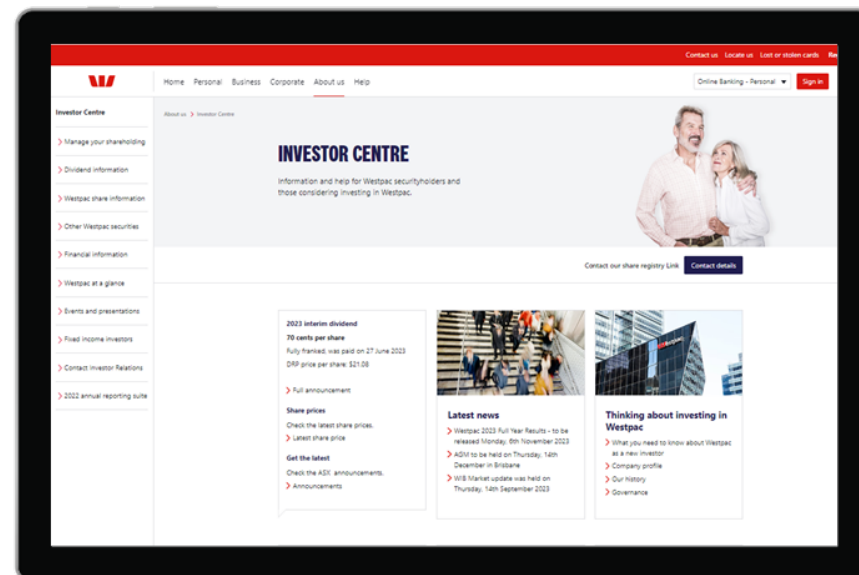 Contact us Locate us Lost or stolen cards
Home Personal Business Corporate About us Help
Online Banking - Personal Sign in
Investor Centre
About us Investor Centre
Manage your shareholding
Dividend information
Westpac share information
Other Westpac securities
Financial information
Westpac at a glance
Events and presentations
Fixed income investors
Contact Investor Relations
2022 annual reporting suite
INVESTOR CENTRE
Information and help for Westpac securityholders and
those considering investing in Westpac.
Contact our share registry Link Contact details
2023 interim dividend
70 cents per share
Fully franked, was paid on 27 June 2023
DRP price per share: $21.08
Full announcement
Share prices
Check the latest share prices.
Latest share price
Get the latest
Check the ASX announcements.
Announcements
Latest news
Westpac 2023 Full Year Results - to be
released Monday, 6th November 2023
AGM to be held on Thursday, 14th
December in Brisbane
WIB Market update was held on
Thursday, 14th September 2023
Thinking about investing in
Westpac
What you need to know about Westpac
as a new investor
Company profile
Our history
Governance